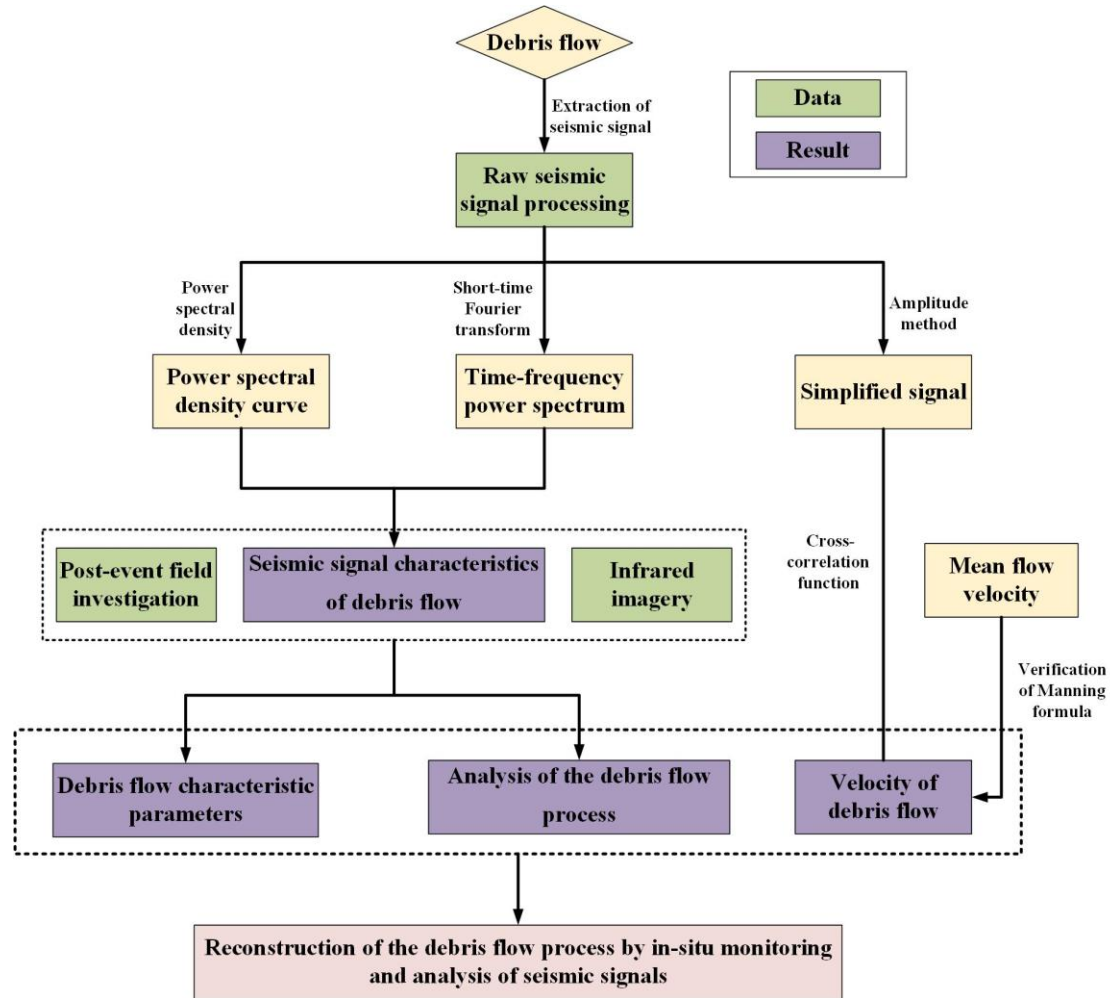 Debris flow
Extraction of
seismic signal
Data
Result
Raw seismic
signal processing
Power
spectral
density
Short-time
Fourier
transform
Amplitude
method
Power spectral
density curve
Time-frequency
power spectrum
Simplified signal
Post-event field
investigation
Seismic signal characteristics
of debris flow
Infrared
imagery
Cross-
correlation
function
Mean flow
velocity
Verification
of Manning
formula
Debris flow characteristic
parameters
Analysis of the debris flow
process
Velocity of
debris flow
Reconstruction of the debris flow process by in-situ monitoring
and analysis of seismic signals